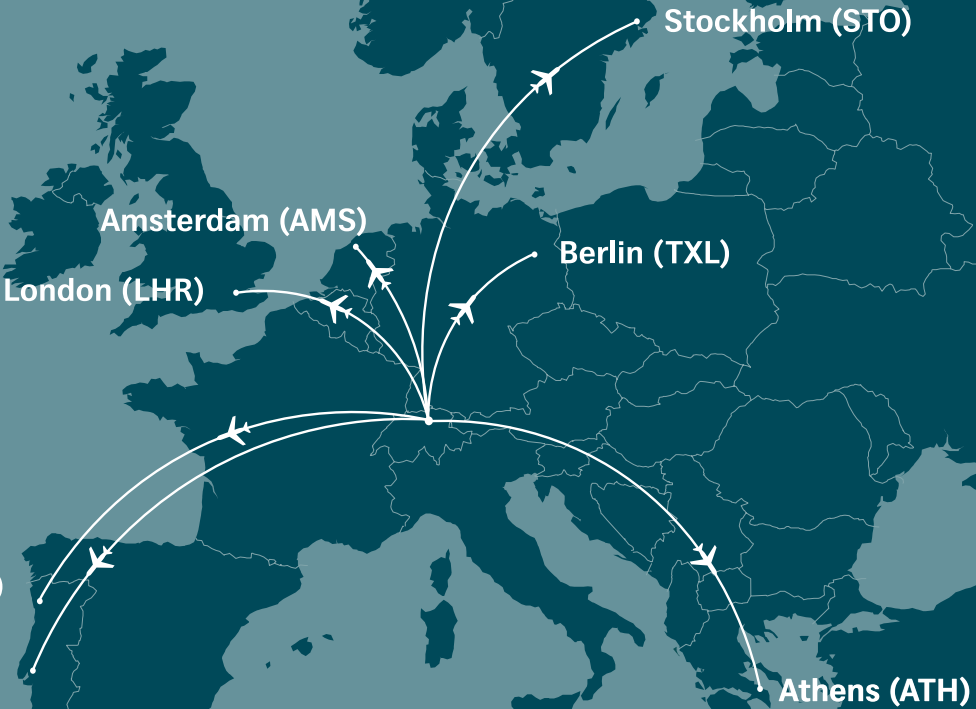 Stockholm (STO)
Amsterdam (AMS)
Berlin (TXL)
London (LHR)
)
Athens (ATH)